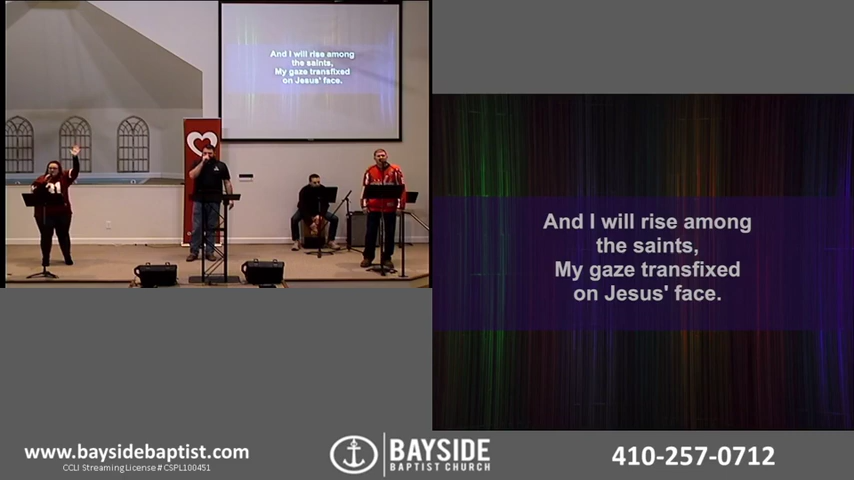 And I will rise among
the saints,
My gaze transfixed
on Jesus' face.
And I will rise among
the saints,
My gaze transfixed
on Jesus' face.
www.baysidebaptist.com
CCLI Streaming License # CSPL100451
BAYSIDE
BAPTIST CHURCH
410-257-0712